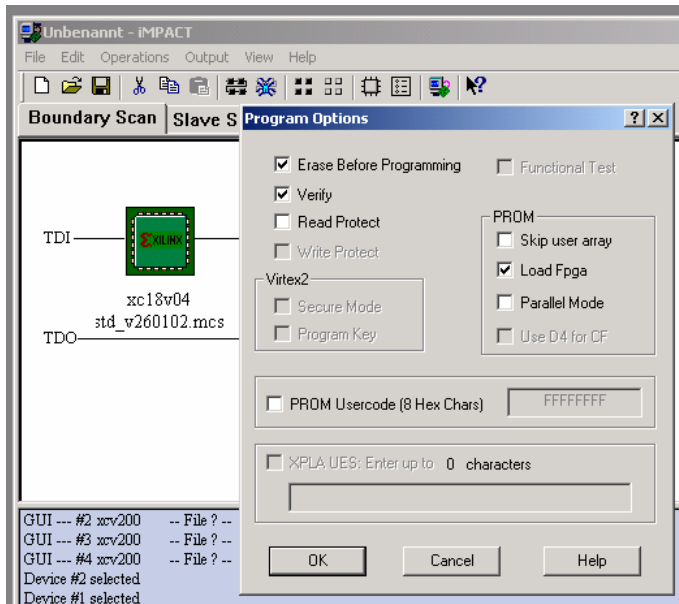 Unbenannt - iMPACT
File Edit Operations Output View Help
Boundary Scan Slave S
Program Options
Erase Before Programming
Functional Test
Verify
Read Protect
Write Protect
PROM
Skip user array
Load Fpga
Parallel Mode
Use D4 for CF
Virtex2
Secure Mode
Program Key
PROM Usercode (8 Hex Chars) FFFFFFFF
XPLA UES: Enter up to 0 characters
OK Cancel Help
TDI
XILINX
xc18v04
std_v260102.mcs
TDO
GUI --- #2 xcv200 -- File ? --
GUI --- #3 xcv200 -- File ? --
GUI --- #4 xcv200 -- File ? --
Device #2 selected
Device #1 selected